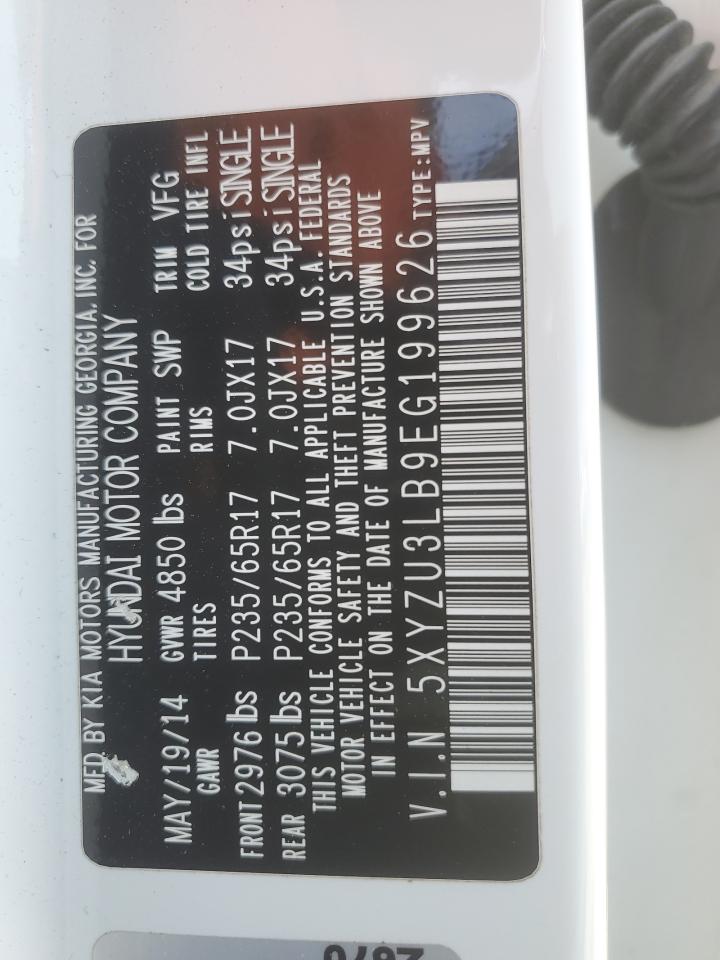 MFD BY KIA MOTORS MANUFACTURING GEORGIA, INC. FOR
HYUNDAI MOTOR COMPANY
MAY/19/14 GVWR 4850 lbs PAINT SWP TRIM VFG
GAWR TIRES RIMS COLD TIRE INFL
FRONT 2976 lbs P235/65R17 7.0JX17 34psi SINGLE
REAR 3075 lbs P235/65R17 7.0JX17 34psi SINGLE
THIS VEHICLE CONFORMS TO ALL APPLICABLE U.S.A. FEDERAL
MOTOR VEHICLE SAFETY AND THEFT PREVENTION STANDARDS
IN EFFECT ON THE DATE OF MANUFACTURE SHOWN ABOVE
V.I.N 5XYZU3LB9EG199626 TYPE:MPV